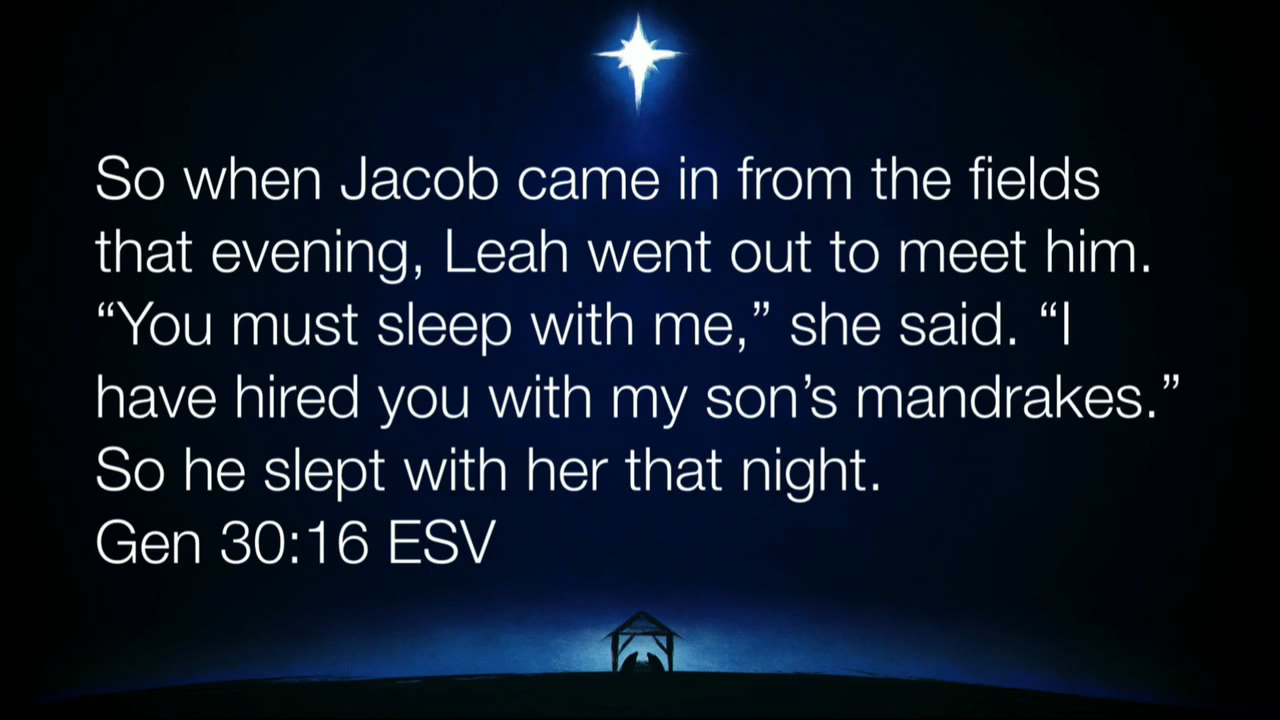 So when Jacob came in from the fields
that evening, Leah went out to meet him.
“You must sleep with me,” she said. “I
have hired you with my son’s mandrakes.”
So he slept with her that night.
Gen 30:16 ESV